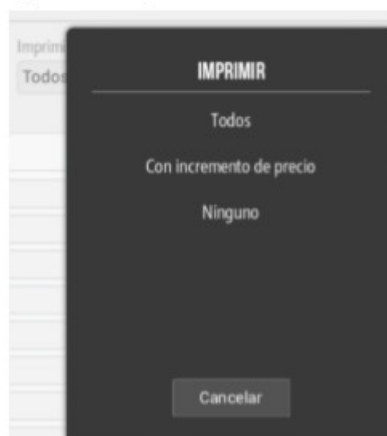 Imprimi
Todos
IMPRIMIR
Todos
Con incremento de precio
Ninguno
Cancelar